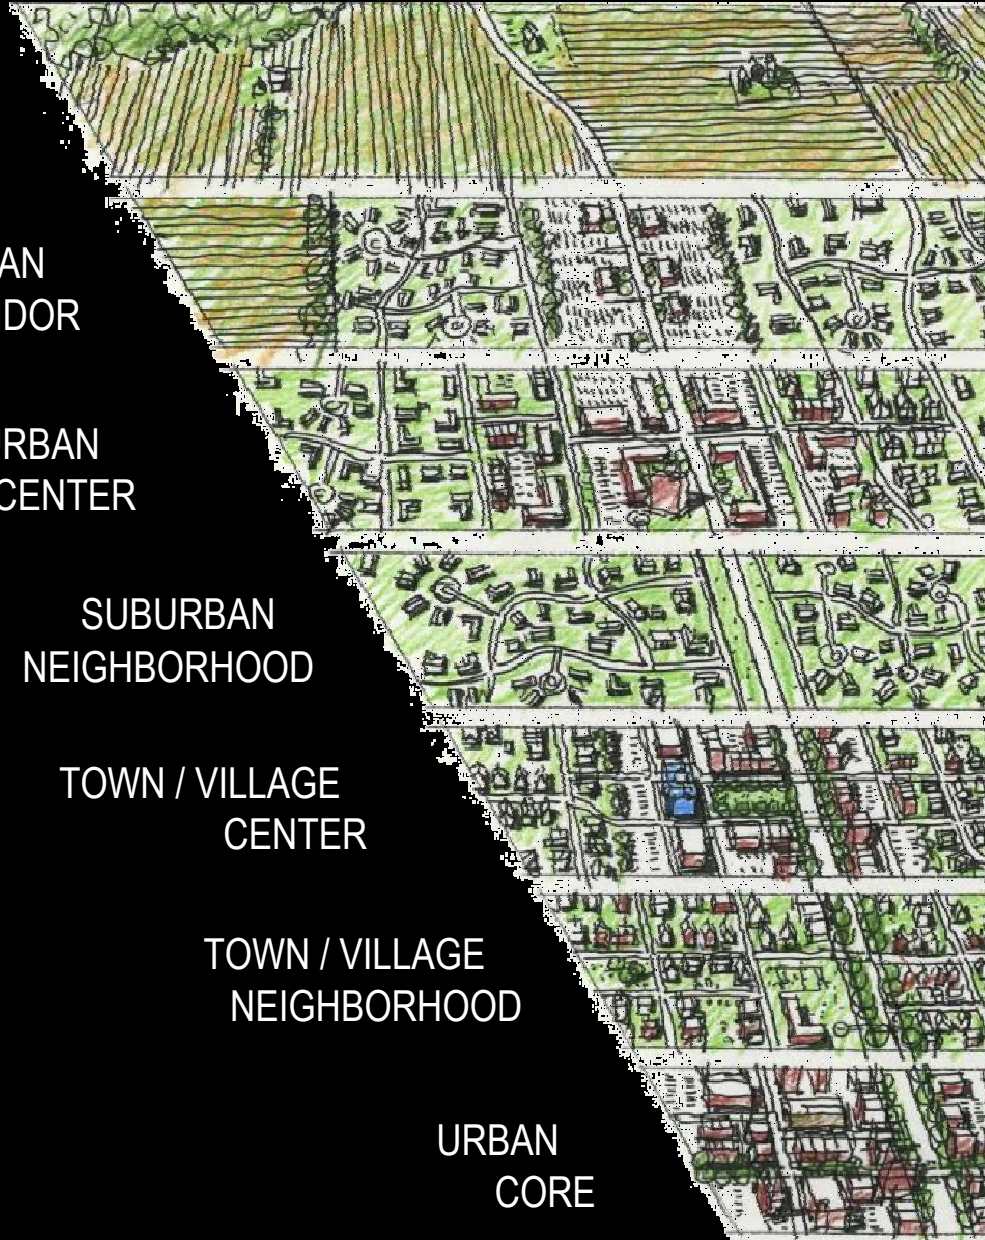 AN
DOR
RBAN
CENTER
SUBURBAN
NEIGHBORHOOD
TOWN / VILLAGE
CENTER
TOWN / VILLAGE
NEIGHBORHOOD
URBAN
CORE